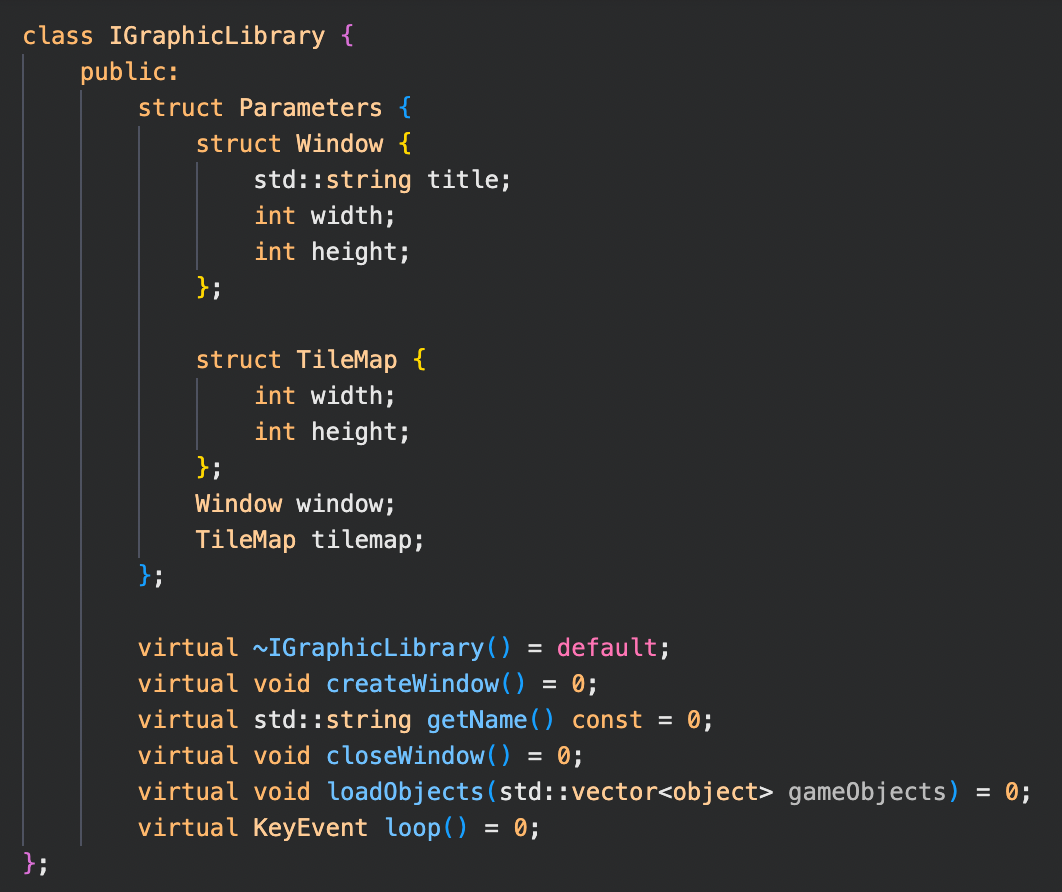 class IGraphicLibrary {
    public:
        struct Parameters {
            struct Window {
                std::string title;
                int width;
                int height;
            };

            struct TileMap {
                int width;
                int height;
            };
            Window window;
            TileMap tilemap;
        };

        virtual ~IGraphicLibrary() = default;
        virtual void createWindow() = 0;
        virtual std::string getName() const = 0;
        virtual void closeWindow() = 0;
        virtual void loadObjects(std::vector<object> gameObjects) = 0;
        virtual KeyEvent loop() = 0;
};